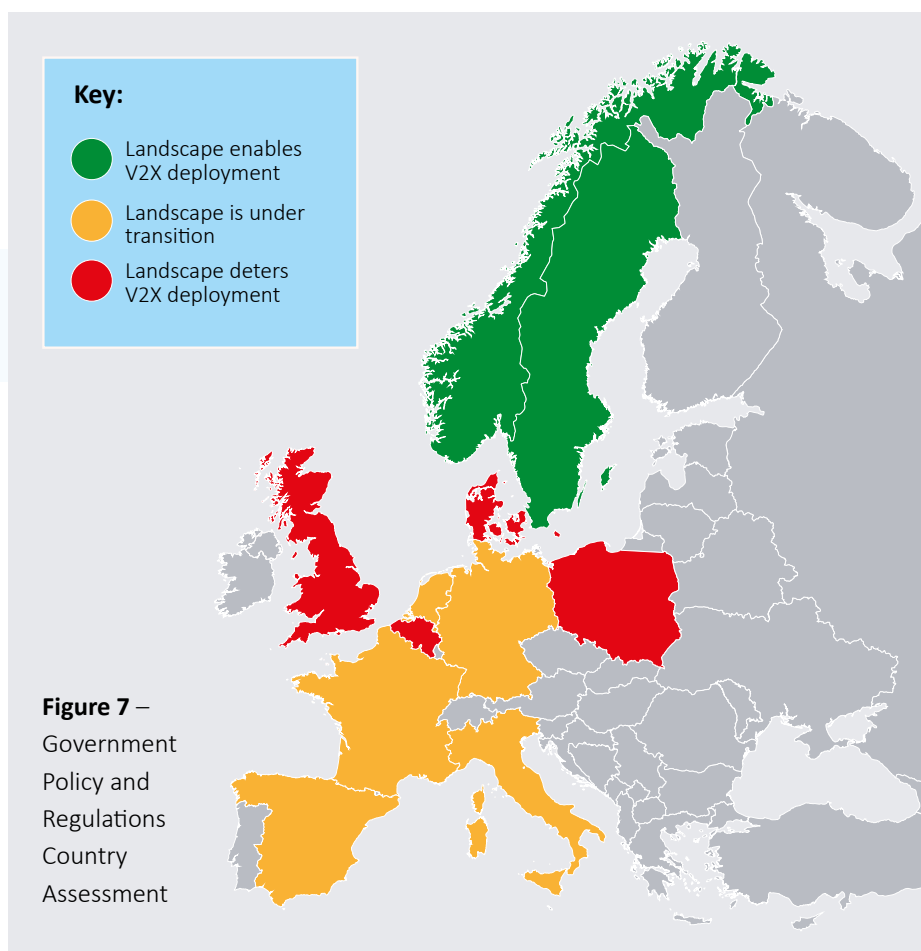 Key:
Landscape enables
V2X deployment
Landscape is under
transition
Landscape deters
V2X deployment
Figure 7 –
Government
Policy and
Regulations
Country
Assessment